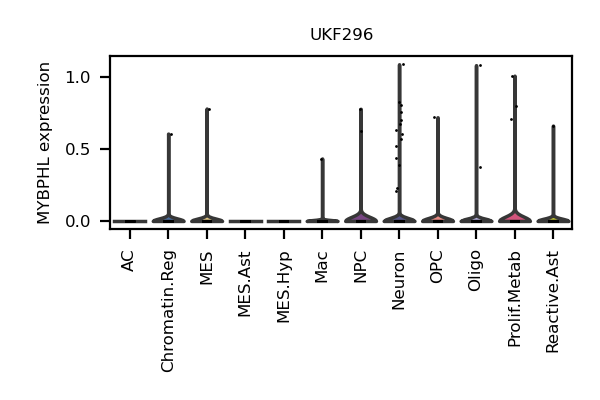 UKF296
MYBPHL expression
1.0
0.5
0.0
AC
Chromatin.Reg
MES
MES.Ast
MES.Hyp
Mac
NPC
Neuron
OPC
Oligo
Prolif.Metab
Reactive.Ast